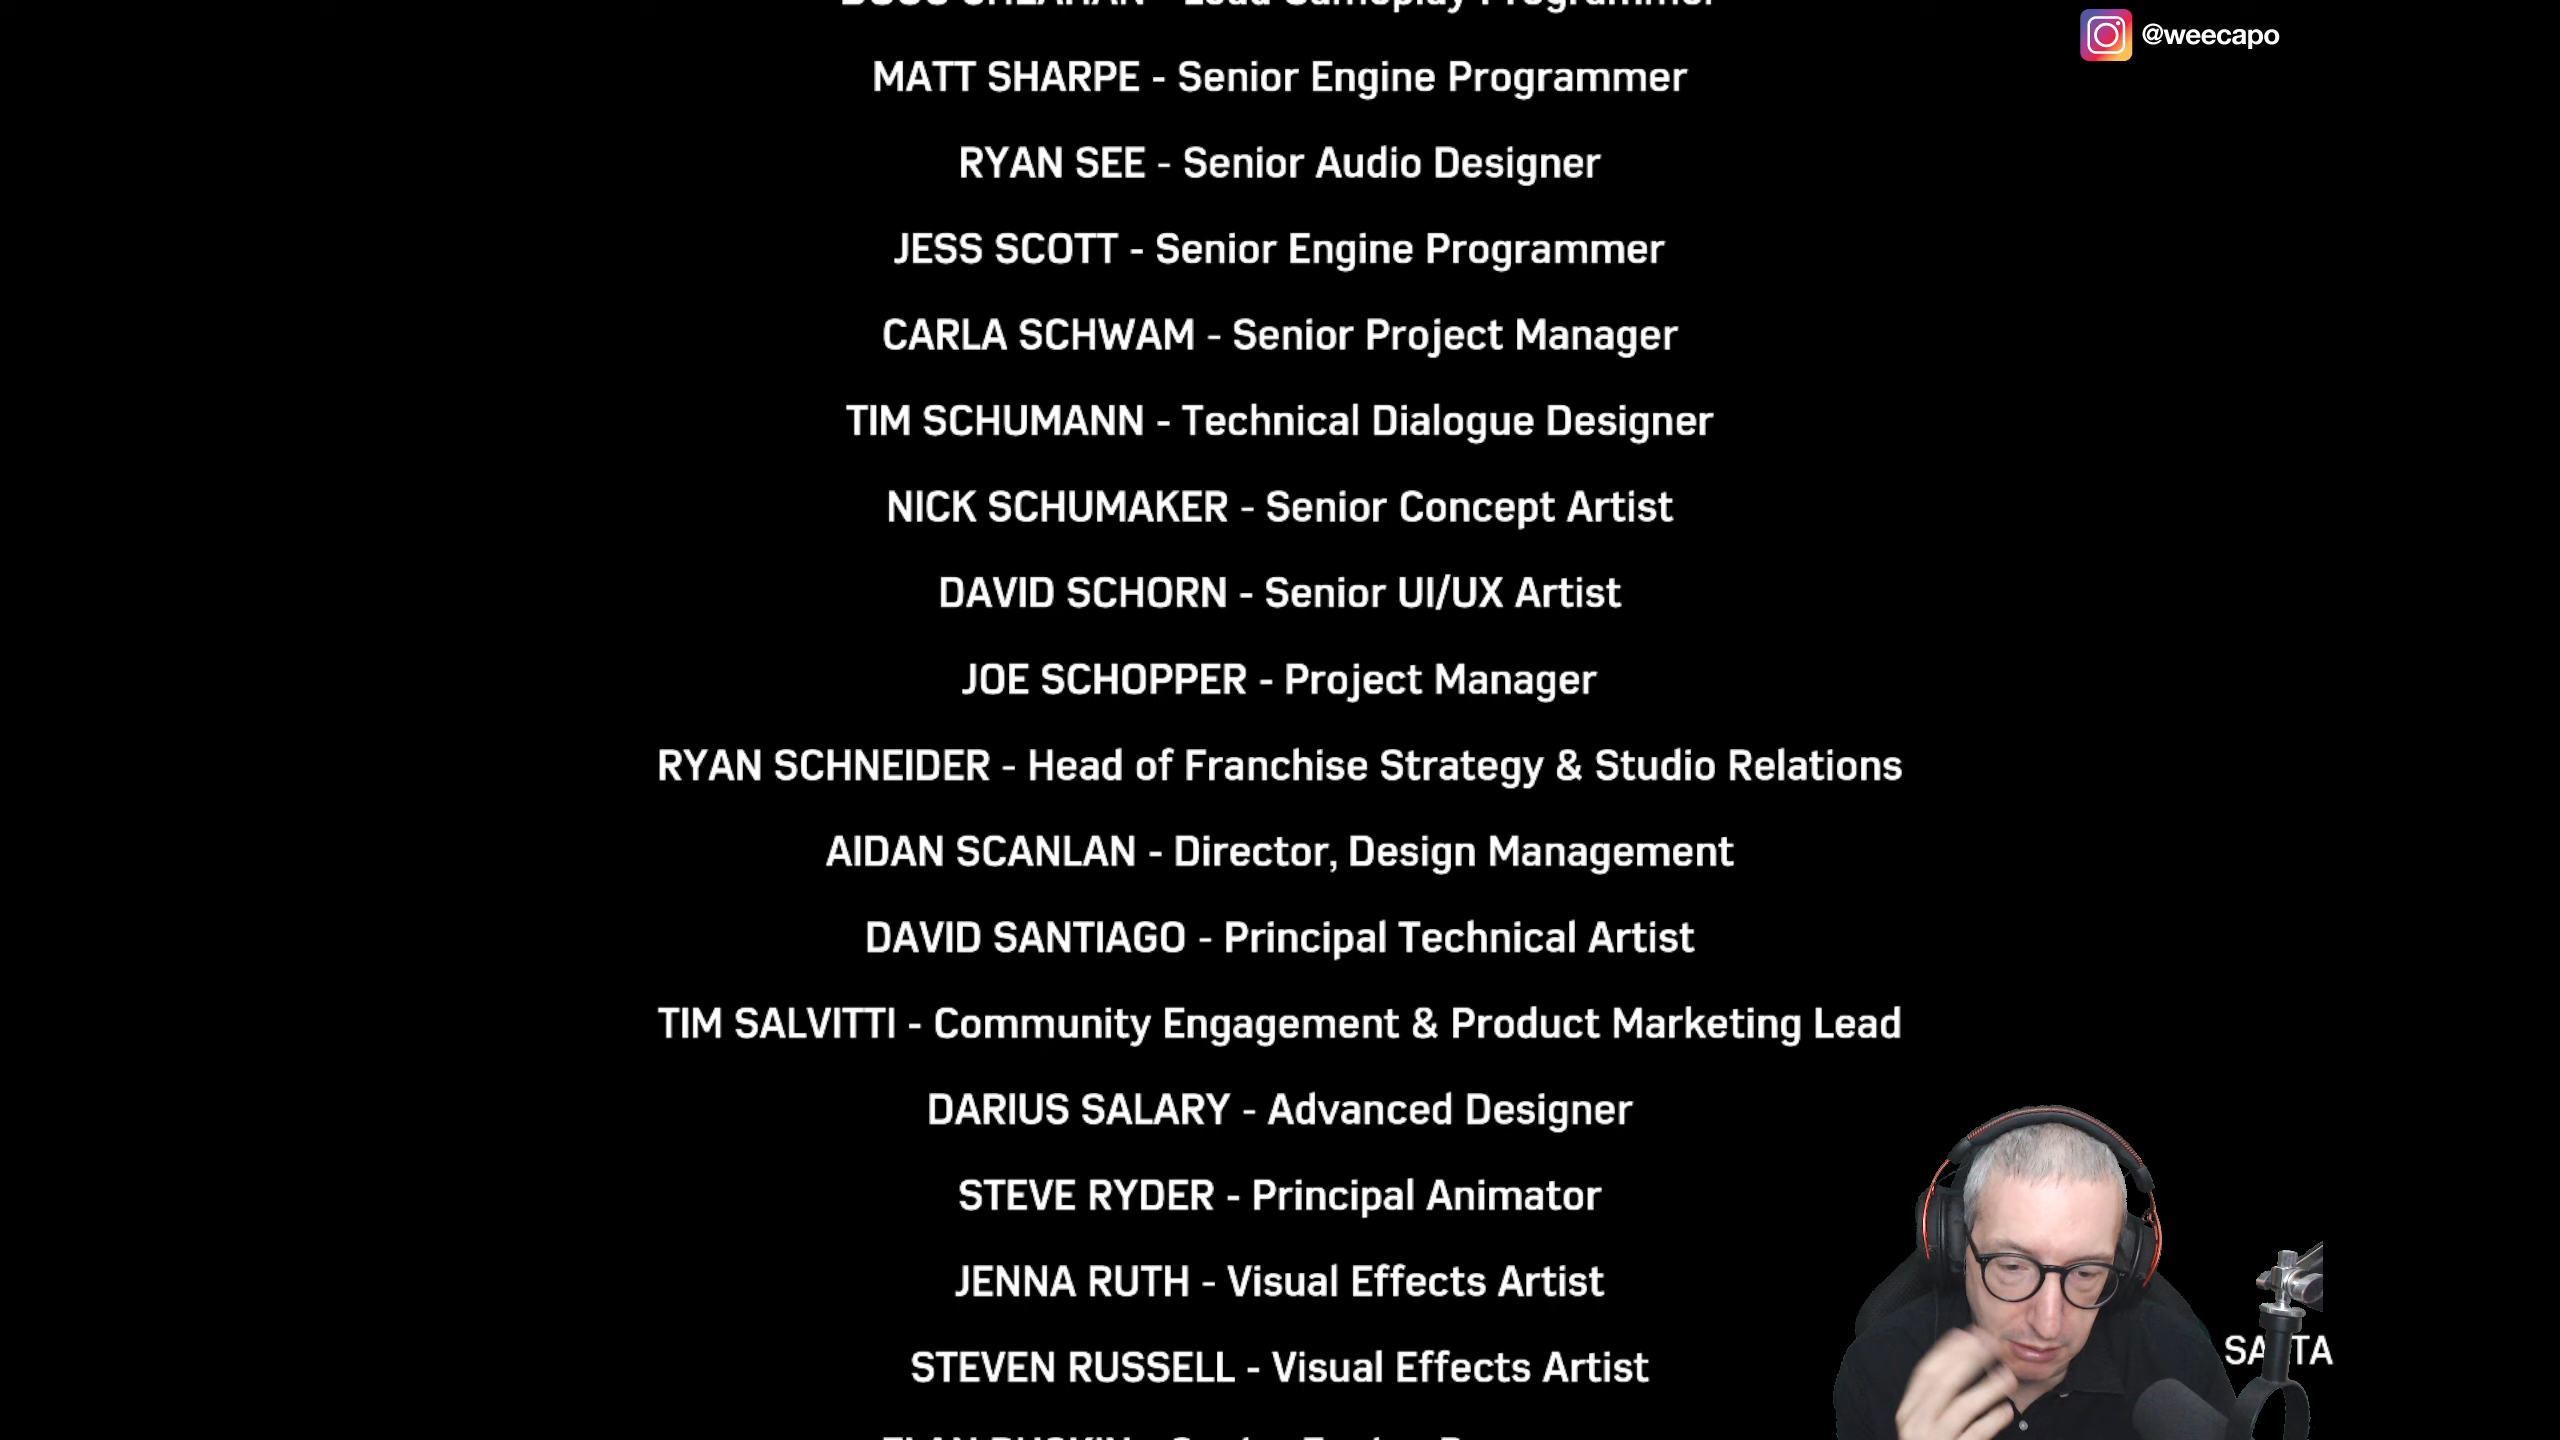 @weecapo
MATT SHARPE - Senior Engine Programmer
RYAN SEE - Senior Audio Designer
JESS SCOTT - Senior Engine Programmer
CARLA SCHWAM - Senior Project Manager
TIM SCHUMANN - Technical Dialogue Designer
NICK SCHUMAKER - Senior Concept Artist
DAVID SCHORN - Senior UI/UX Artist
JOE SCHOPPER - Project Manager
RYAN SCHNEIDER - Head of Franchise Strategy & Studio Relations
AIDAN SCANLAN - Director, Design Management
DAVID SANTIAGO - Principal Technical Artist
TIM SALVITTI - Community Engagement & Product Marketing Lead
DARIUS SALARY - Advanced Designer
STEVE RYDER - Principal Animator
JENNA RUTH - Visual Effects Artist
STEVEN RUSSELL - Visual Effects Artist